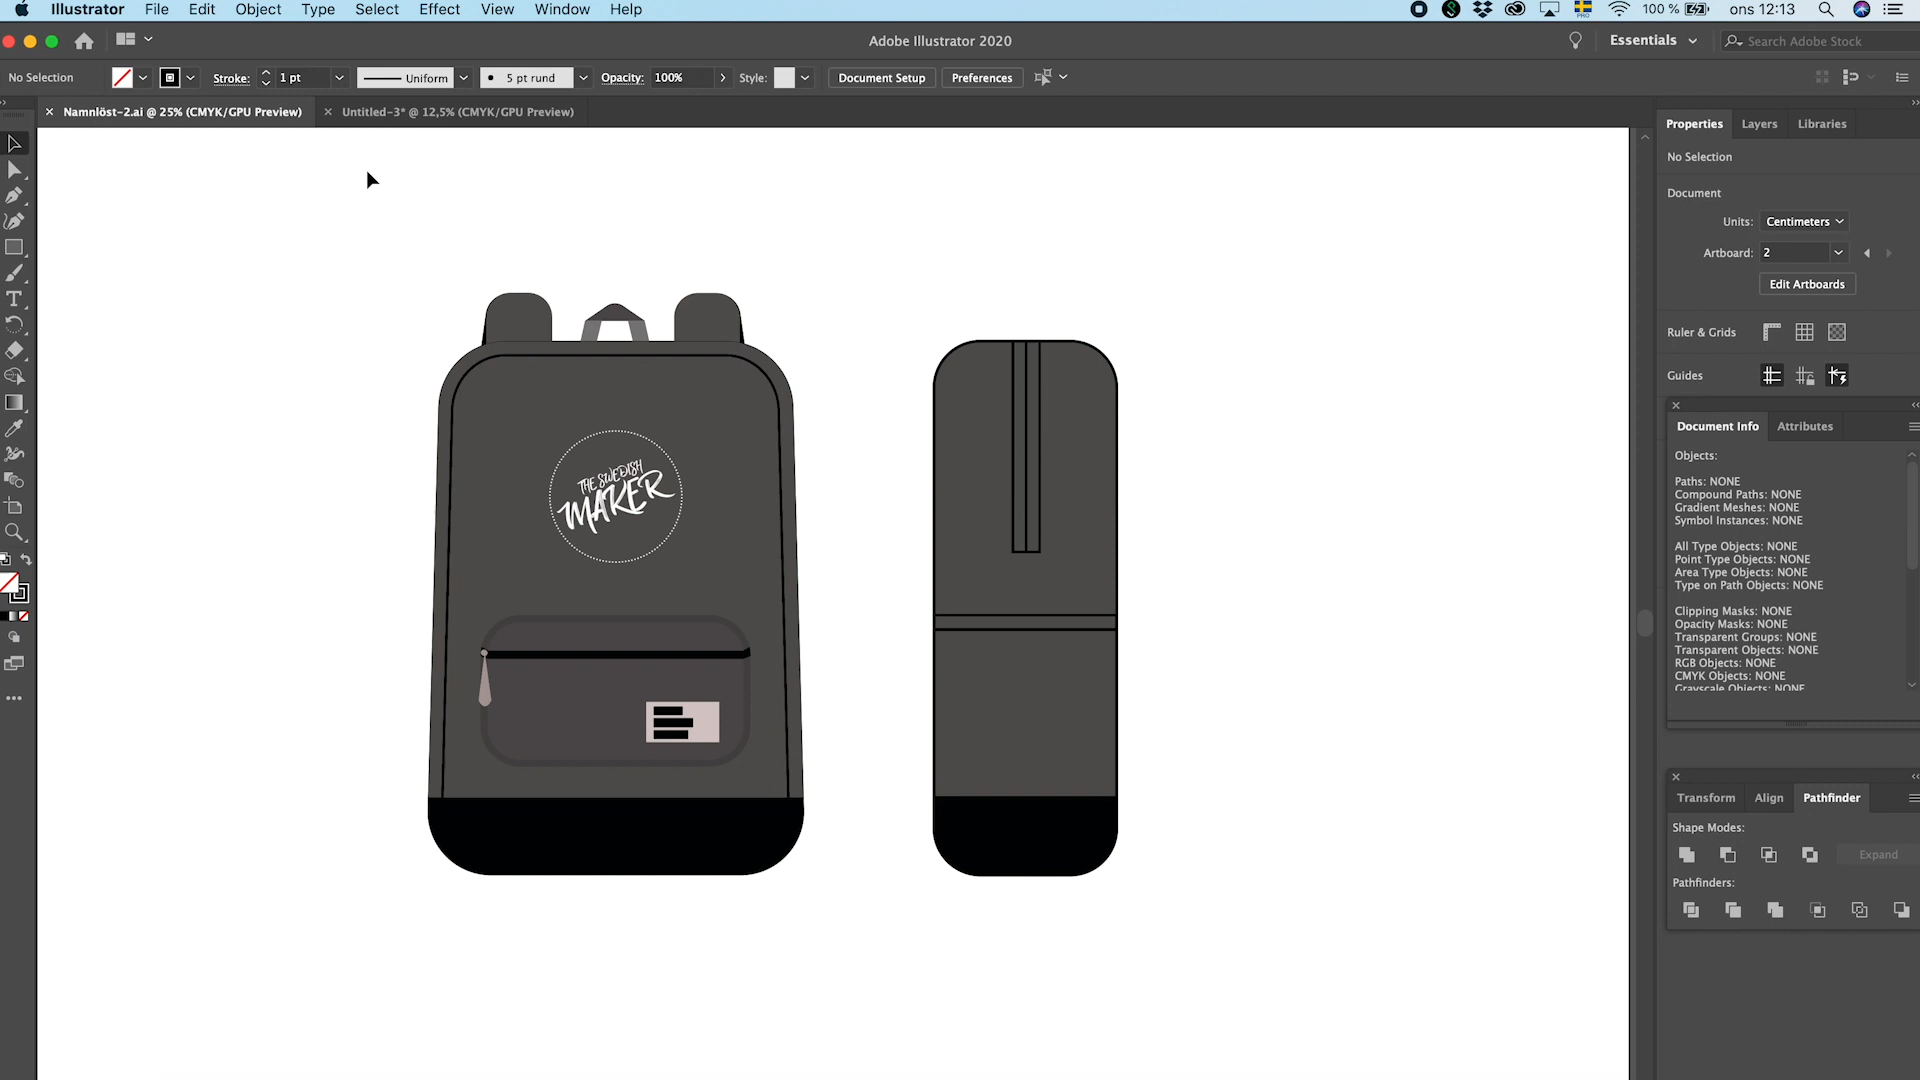 Illustrator File Edit Object Type Select Effect View Window Help
PRO 100 % ons 12:13
Adobe Illustrator 2020
Essentials
Search Adobe Stock
No Selection Stroke: 1 pt Uniform 5 pt rund Opacity: 100% Style: Document Setup Preferences
Namnlöst-2.ai @ 25% (CMYK/GPU Preview) Untitled-3* @ 12,5% (CMYK/GPU Preview)
Properties Layers Libraries
No Selection
Document
Units: Centimeters
Artboard: 2
Edit Artboards
Ruler & Grids
Guides
Document Info Attributes
Objects:
Paths: NONE
Compound Paths: NONE
Gradient Meshes: NONE
Symbol Instances: NONE
All Type Objects: NONE
Point Type Objects: NONE
Area Type Objects: NONE
Type on Path Objects: NONE
Clipping Masks: NONE
Opacity Masks: NONE
Transparent Groups: NONE
Transparent Objects: NONE
RGB Objects: NONE
CMYK Objects: NONE
Grayscale Objects: NONE
Transform Align Pathfinder
Shape Modes:
Expand
Pathfinders:
THE SWEDISH
MAKER